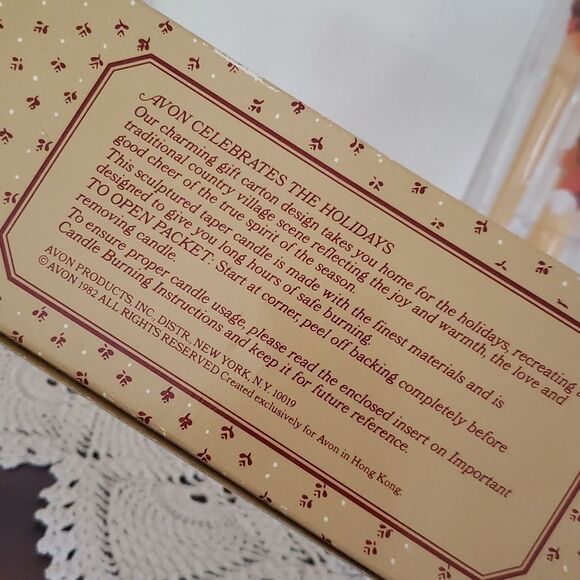 AVON CELEBRATES THE HOLIDAYS
Our charming gift carton design takes you home for the holidays, recreating a
traditional country village scene reflecting the joy and warmth, the love and
good cheer of the true spirit of the season.
This sculptured taper candle is made with the finest materials and is
designed to give you long hours of safe burning.
TO OPEN PACKET: Start at corner, peel off backing completely before
removing candle.
To ensure proper candle usage, please read the enclosed insert on Important
Candle Burning Instructions and keep it for future reference.
AVON PRODUCTS, INC., DISTR., NEW YORK, N.Y. 10019
© AVON 1982 ALL RIGHTS RESERVED Created exclusively for Avon in Hong Kong.